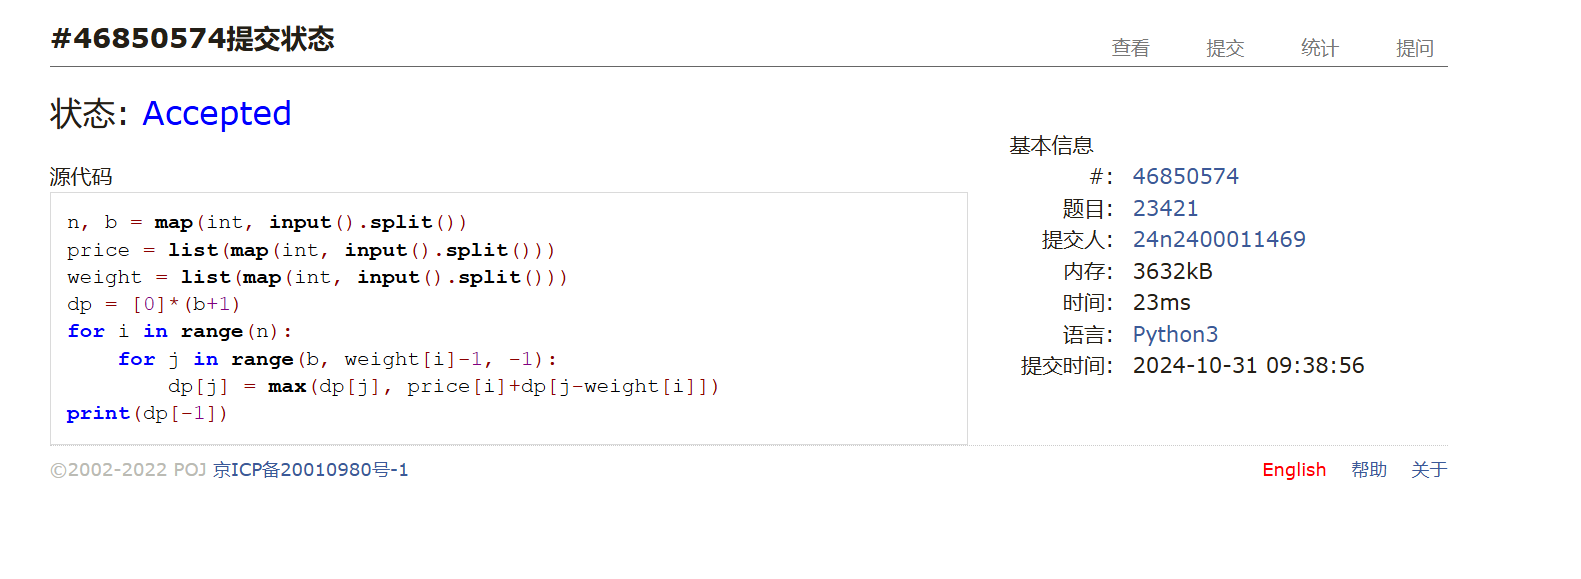 #46850574提交状态
查看 提交 统计 提问
状态: Accepted
源代码
n, b = map(int, input().split())
price = list(map(int, input().split()))
weight = list(map(int, input().split()))
dp = [0]*(b+1)
for i in range(n):
    for j in range(b, weight[i]-1, -1):
        dp[j] = max(dp[j], price[i]+dp[j-weight[i]])
print(dp[-1])
基本信息
#: 46850574
题目: 23421
提交人: 24n2400011469
内存: 3632kB
时间: 23ms
语言: Python3
提交时间: 2024-10-31 09:38:56
©2002-2022 POJ 京ICP备20010980号-1
English 帮助 关于